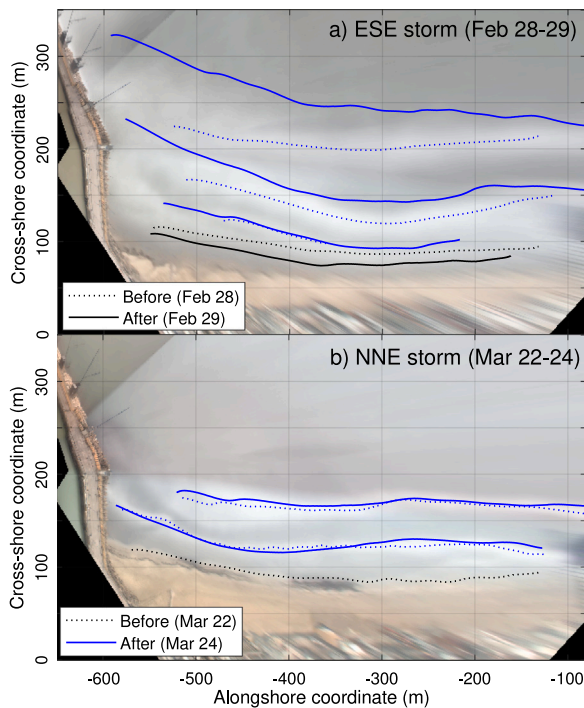 a) ESE storm (Feb 28-29)
Cross-shore coordinate (m)
300
200
100
0
Before (Feb 28)
After (Feb 29)
b) NNE storm (Mar 22-24)
Cross-shore coordinate (m)
300
200
100
0
Before (Mar 22)
After (Mar 24)
-600 -500 -400 -300 -200 -100
Alongshore coordinate (m)